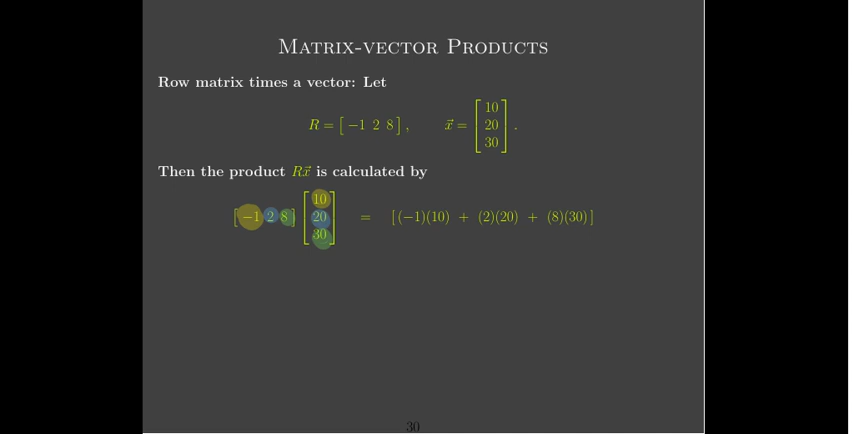 Matrix-vector Products
Row matrix times a vector: Let
R = [ −1 2 8 ] , x⃗ = [ 10 20 30 ] .
Then the product Rx⃗ is calculated by
[ −1 2 8 ] [ 10 20 30 ] = [ (−1)(10) + (2)(20) + (8)(30) ]
30